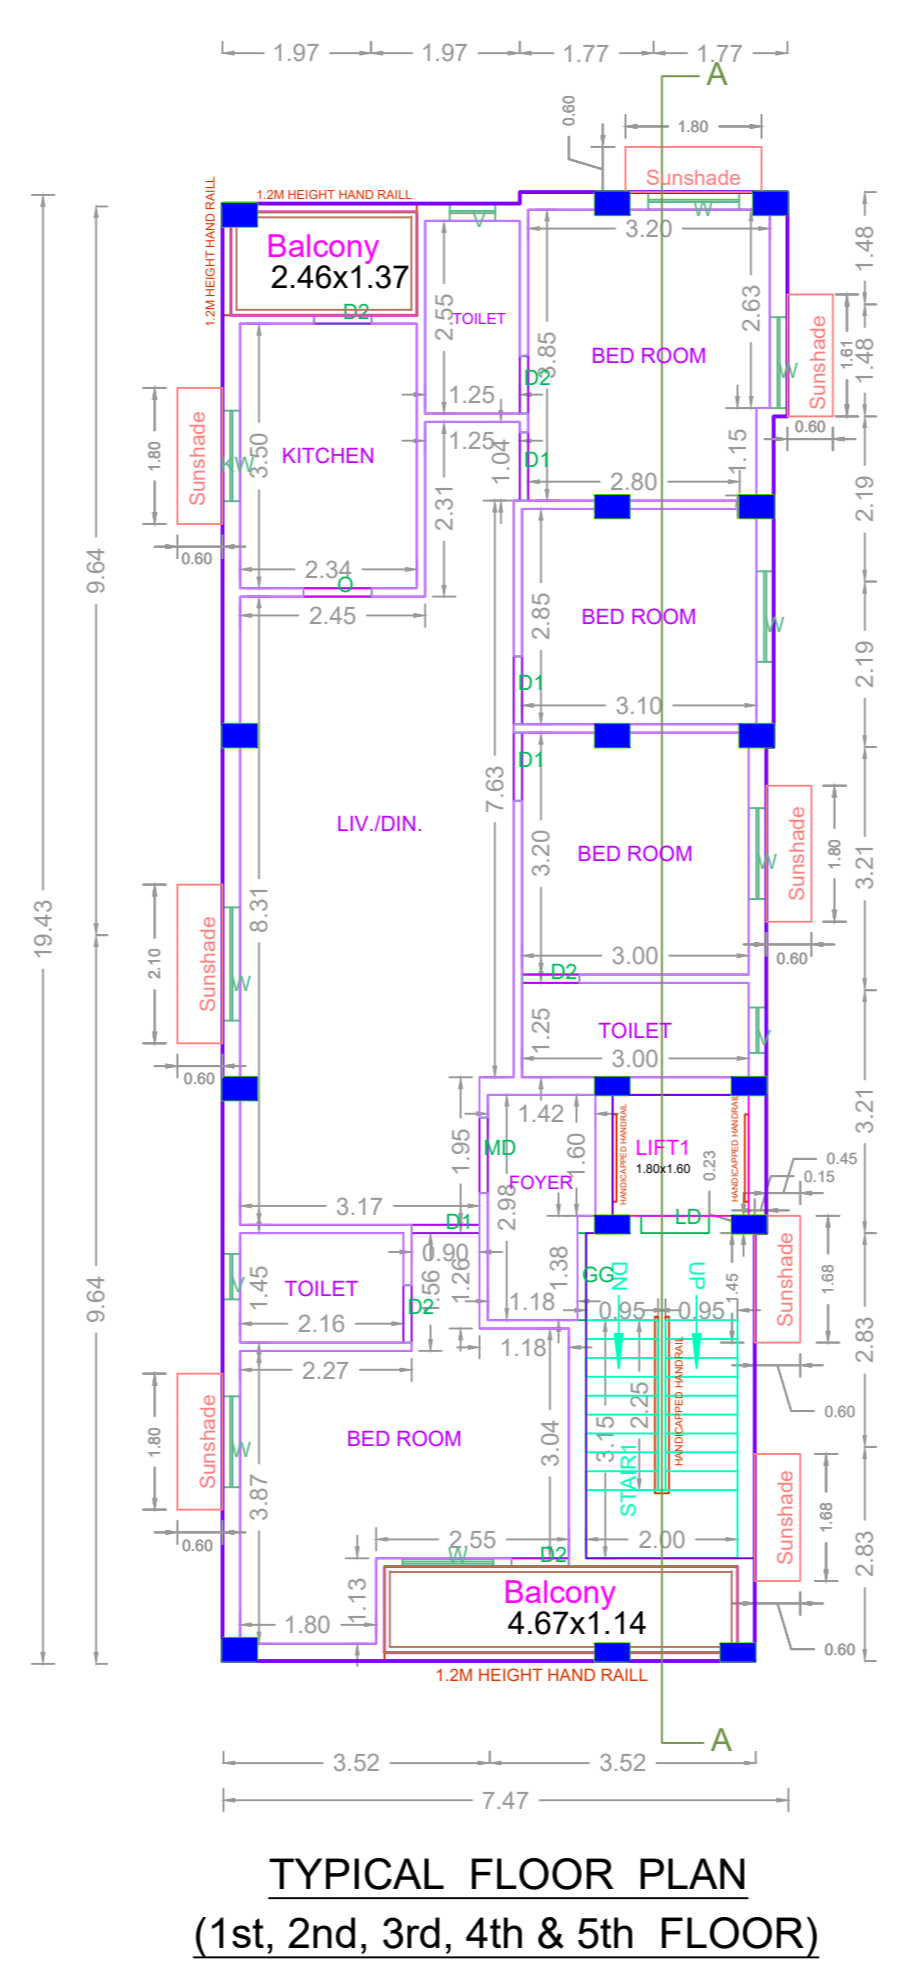 1.97
1.97
1.77
1.77
A
0.60
1.80
Sunshade
1.2M HEIGHT HAND RAILL
1.2M HEIGHT HAND RAILL
V
W
Balcony
2.46x1.37
3.20
1.48
D2
2.55
TOILET
3.85
2.63
BED ROOM
Sunshade
1.61
1.48
W
D2
1.25
0.60
Sunshade
1.80
KW
3.50
KITCHEN
1.25
1.04
D1
1.15
2.80
2.31
2.19
0.60
9.64
2.34
O
2.45
2.85
BED ROOM
W
2.19
D1
3.10
D1
7.63
LIV./DIN.
3.20
BED ROOM
W
Sunshade
1.80
3.21
8.31
19.43
2.10
Sunshade
W
3.00
0.60
D2
1.25
TOILET
V
3.00
0.60
1.42
HANDICAPPED HANDRAIL
HANDICAPPED HANDRAIL
3.21
1.95
MD
1.60
LIFT1
1.80x1.60
0.23
0.45
0.15
FOYER
2.98
3.17
D1
LD
0.90
1.38
GG
DN
UP
1.45
Sunshade
1.68
V
1.45
TOILET
1.56
1.26
9.64
D2
2.16
1.18
0.95
0.95
2.83
1.18
2.27
HANDICAPPED HANDRAIL
2.25
0.60
Sunshade
1.80
W
BED ROOM
3.04
3.15
STAIR1
3.87
Sunshade
1.68
2.83
0.60
2.55
2.00
W
D2
1.13
Balcony
4.67x1.14
1.80
0.60
1.2M HEIGHT HAND RAILL
A
3.52
3.52
7.47
TYPICAL FLOOR PLAN
(1st, 2nd, 3rd, 4th & 5th FLOOR)